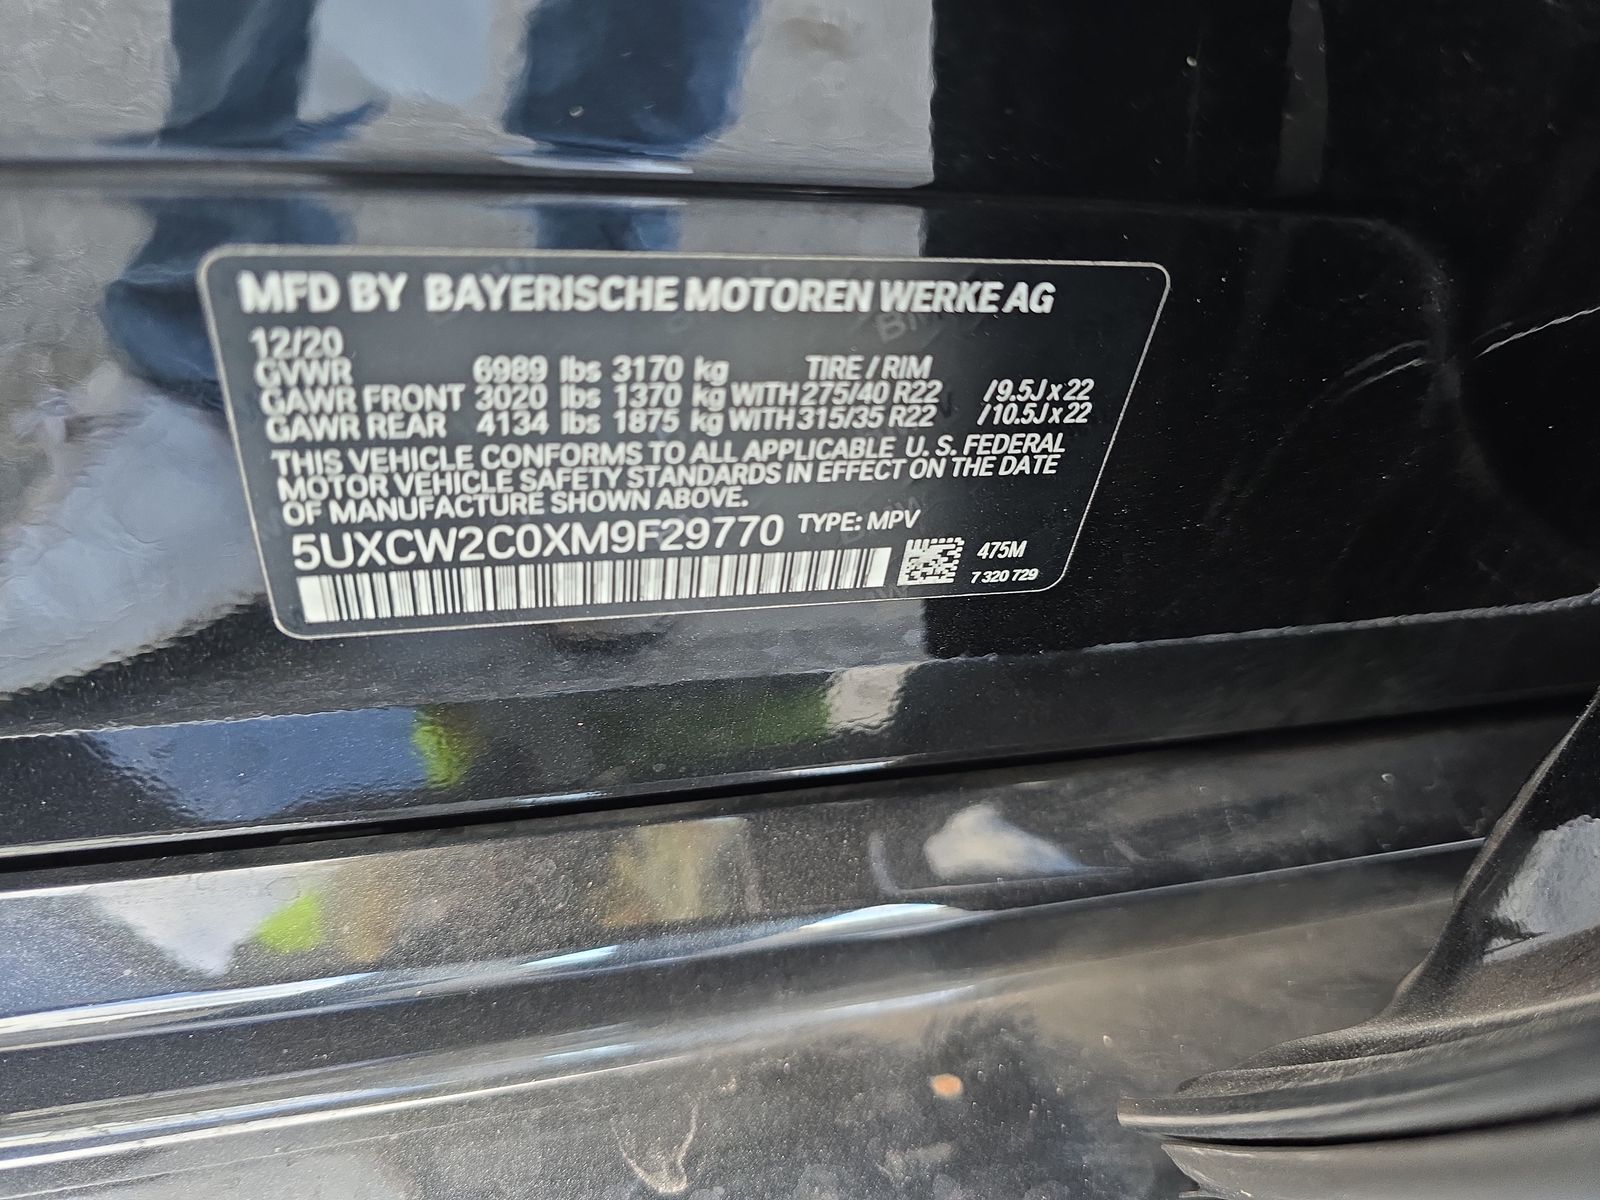 MFD BY BAYERISCHE MOTOREN WERKE AG
12/20
GVWR 6989 lbs 3170 kg TIRE / RIM
GAWR FRONT 3020 lbs 1370 kg WITH 275/40 R22 / 9.5J x 22
GAWR REAR 4134 lbs 1875 kg WITH 315/35 R22 / 10.5J x 22
THIS VEHICLE CONFORMS TO ALL APPLICABLE U. S. FEDERAL
MOTOR VEHICLE SAFETY STANDARDS IN EFFECT ON THE DATE
OF MANUFACTURE SHOWN ABOVE.
5UXCW2C0XM9F29770 TYPE: MPV
475M
7 320 729